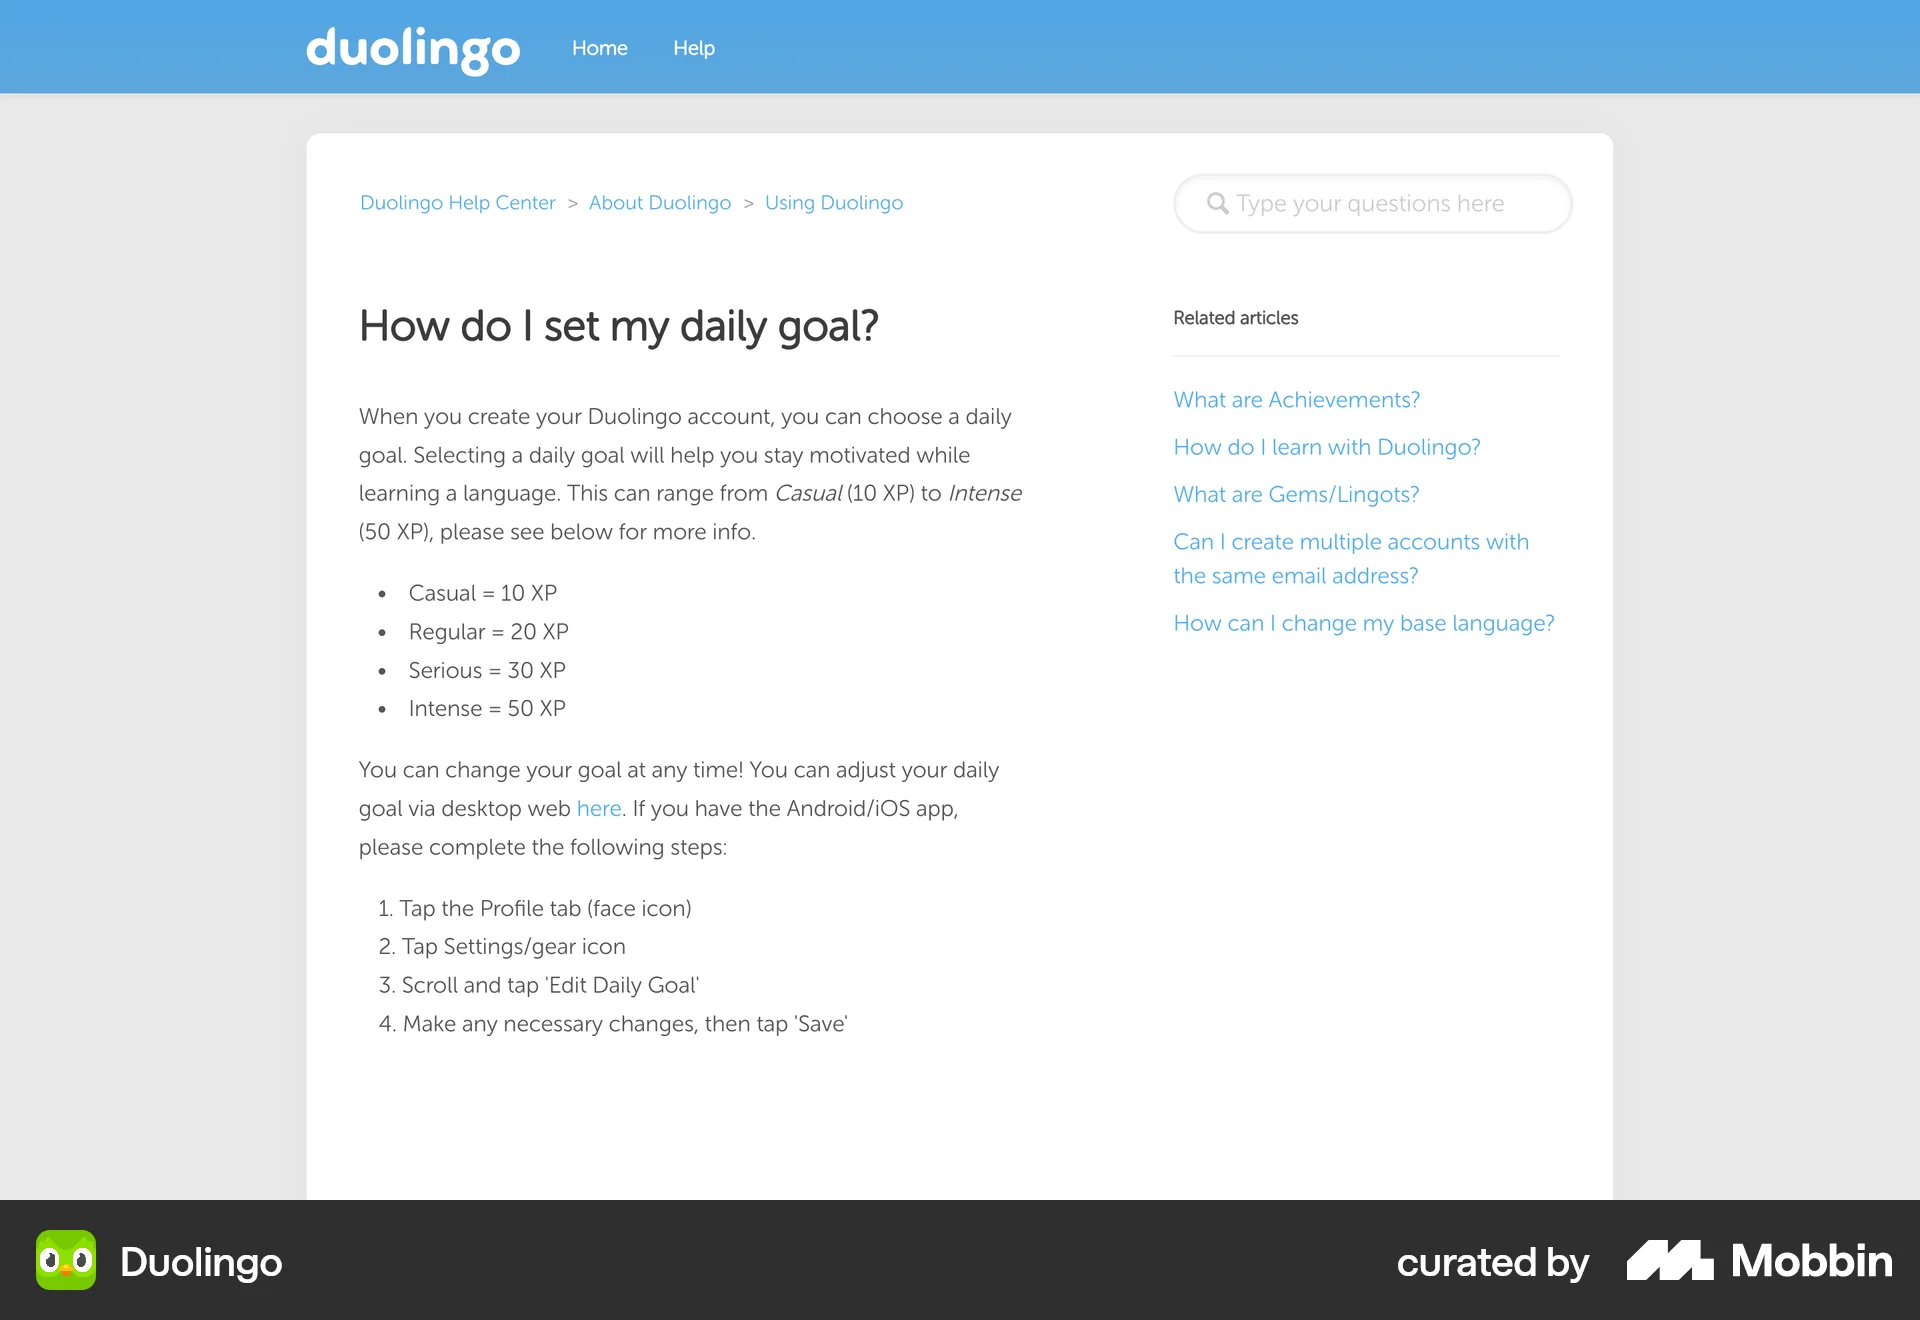 duolingo
Home
Help
Duolingo Help Center > About Duolingo > Using Duolingo
Type your questions here
How do I set my daily goal?
When you create your Duolingo account, you can choose a daily
goal. Selecting a daily goal will help you stay motivated while
learning a language. This can range from Casual (10 XP) to Intense
(50 XP), please see below for more info.
• Casual = 10 XP
• Regular = 20 XP
• Serious = 30 XP
• Intense = 50 XP
You can change your goal at any time! You can adjust your daily
goal via desktop web here. If you have the Android/iOS app,
please complete the following steps:
1. Tap the Profile tab (face icon)
2. Tap Settings/gear icon
3. Scroll and tap 'Edit Daily Goal'
4. Make any necessary changes, then tap 'Save'
Related articles
What are Achievements?
How do I learn with Duolingo?
What are Gems/Lingots?
Can I create multiple accounts with
the same email address?
How can I change my base language?
Duolingo
curated by
Mobbin